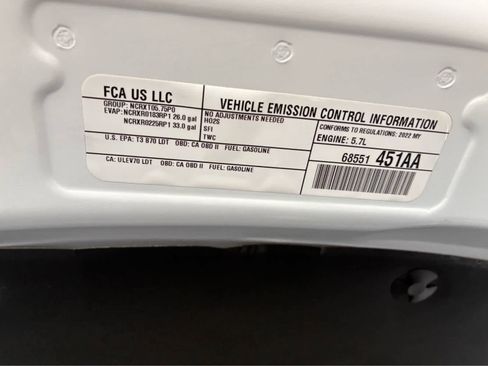 FCA US LLC
GROUP: NCRXT05.75P0
EVAP: NCRXR0183RP1 26.0 gal
NCRXR0225RP1 33.0 gal
U.S. EPA: T3 B70 LDT OBD: CA OBD II FUEL: GASOLINE
CA: ULEV70 LDT OBD: CA OBD II FUEL: GASOLINE
VEHICLE EMISSION CONTROL INFORMATION
NO ADJUSTMENTS NEEDED
HO2S
SFI
TWC
CONFORMS TO REGULATIONS: 2022 MY
ENGINE: 5.7L
68551 451AA